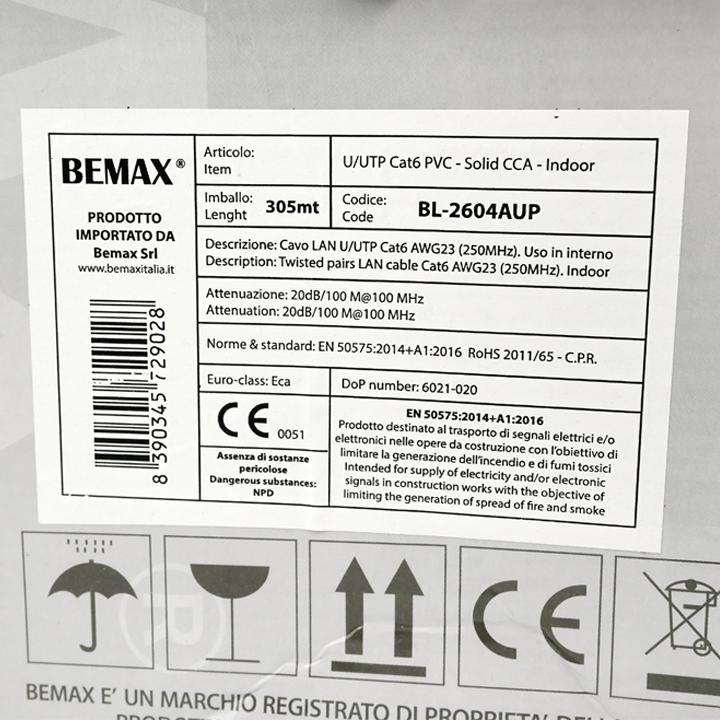 BEMAX®
PRODOTTO
IMPORTATO DA
Bemax Srl
www.bemaxitalia.it
8 390345 729028
Articolo:
Item
U/UTP Cat6 PVC - Solid CCA - Indoor
Imballo:
Lenght
305mt
Codice:
Code
BL-2604AUP
Descrizione: Cavo LAN U/UTP Cat6 AWG23 (250MHz). Uso in interno
Description: Twisted pairs LAN cable Cat6 AWG23 (250MHz). Indoor
Attenuazione: 20dB/100 M@100 MHz
Attenuation: 20dB/100 M@100 MHz
Norme & standard: EN 50575:2014+A1:2016 RoHS 2011/65 - C.P.R.
Euro-class: Eca
DoP number: 6021-020
CE 0051
Assenza di sostanze
pericolose
Dangerous substances:
NPD
EN 50575:2014+A1:2016
Prodotto destinato al trasporto di segnali elettrici e/o
elettronici nelle opere da costruzione con l'obiettivo di
limitare la generazione dell'incendio e di fumi tossici
Intended for supply of electricity and/or electronic
signals in construction works with the objective of
limiting the generation of spread of fire and smoke
CE
BEMAX E' UN MARCHIO REGISTRATO DI PROPRIETA'